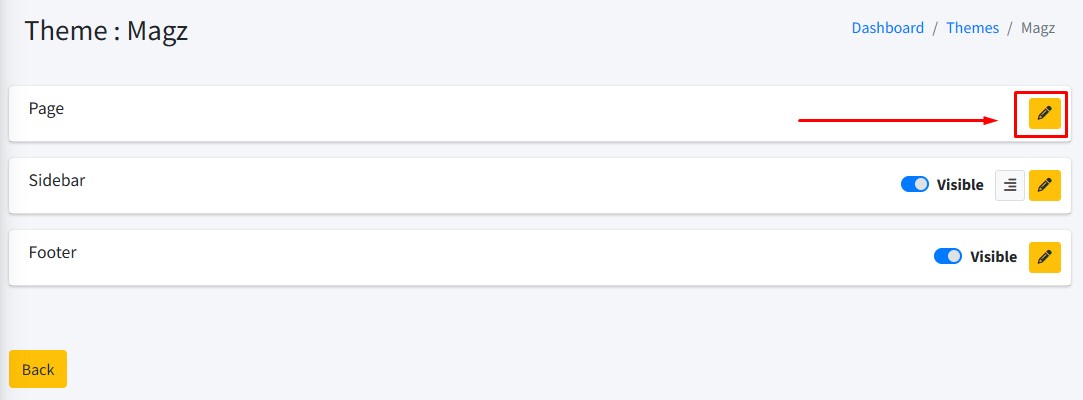 Theme : Magz
Dashboard / Themes / Magz
Page
Sidebar
Visible
Footer
Visible
Back